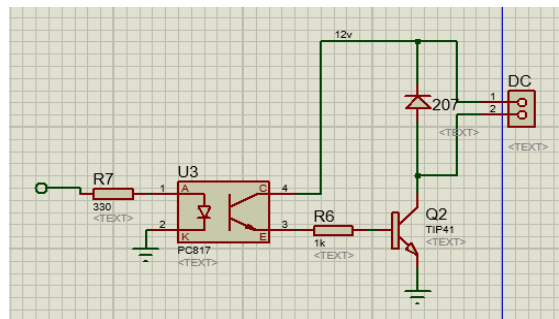 12v
DC
207
1
2
<TEXT>
<TEXT>
U3
R7
1
A
C
4
330
<TEXT>
2
K
E
3
PC817
<TEXT>
R6
1k
<TEXT>
Q2
TIP41
<TEXT>